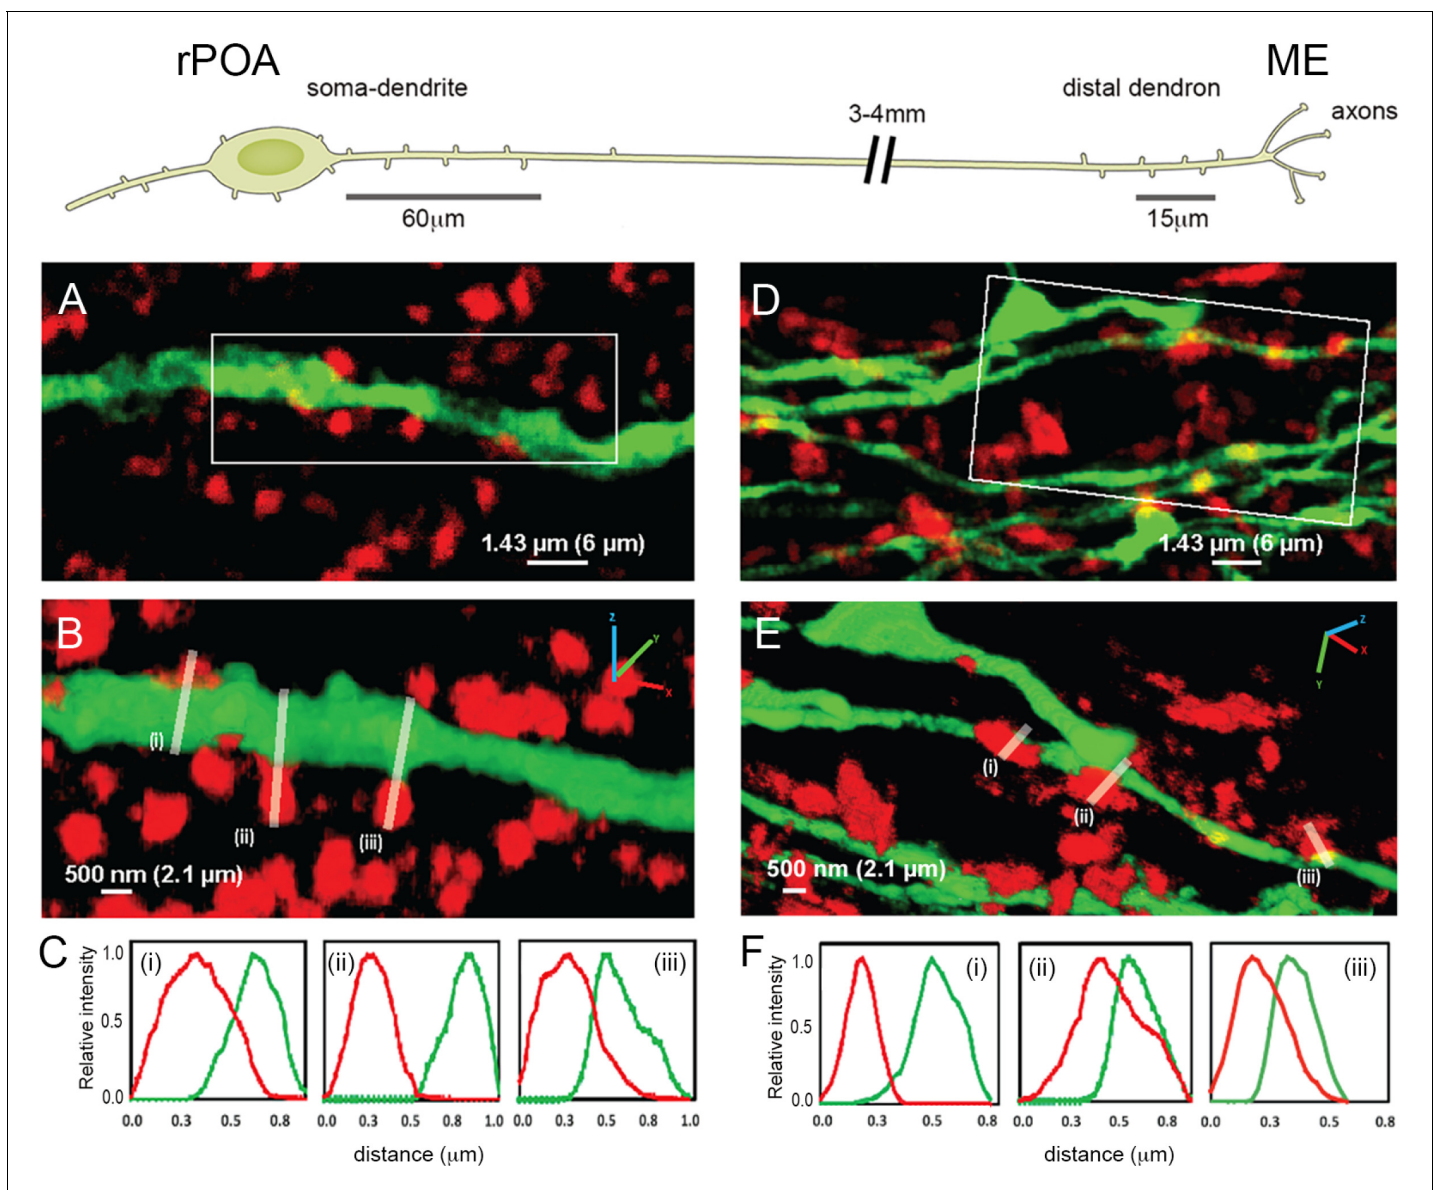 rPOA
ME
soma-dendrite
distal dendron
3-4mm
axons
60μm
15μm
A
1.43 μm (6 μm)
D
1.43 μm (6 μm)
B
Z
Y
X
(i)
(ii)
(iii)
500 nm (2.1 μm)
E
Z
X
Y
(i)
(ii)
(iii)
500 nm (2.1 μm)
C
Relative intensity
1.0
0.5
0.0
(i)
(ii)
(iii)
0.0 0.3 0.5 0.8
0.0 0.3 0.5 0.8 1.0
0.0 0.3 0.5 0.8 1.0
distance (μm)
F
Relative intensity
1.0
0.5
0.0
(i)
(ii)
(iii)
0.0 0.3 0.5 0.8
0.0 0.3 0.5 0.8
0.0 0.3 0.5 0.8
distance (μm)